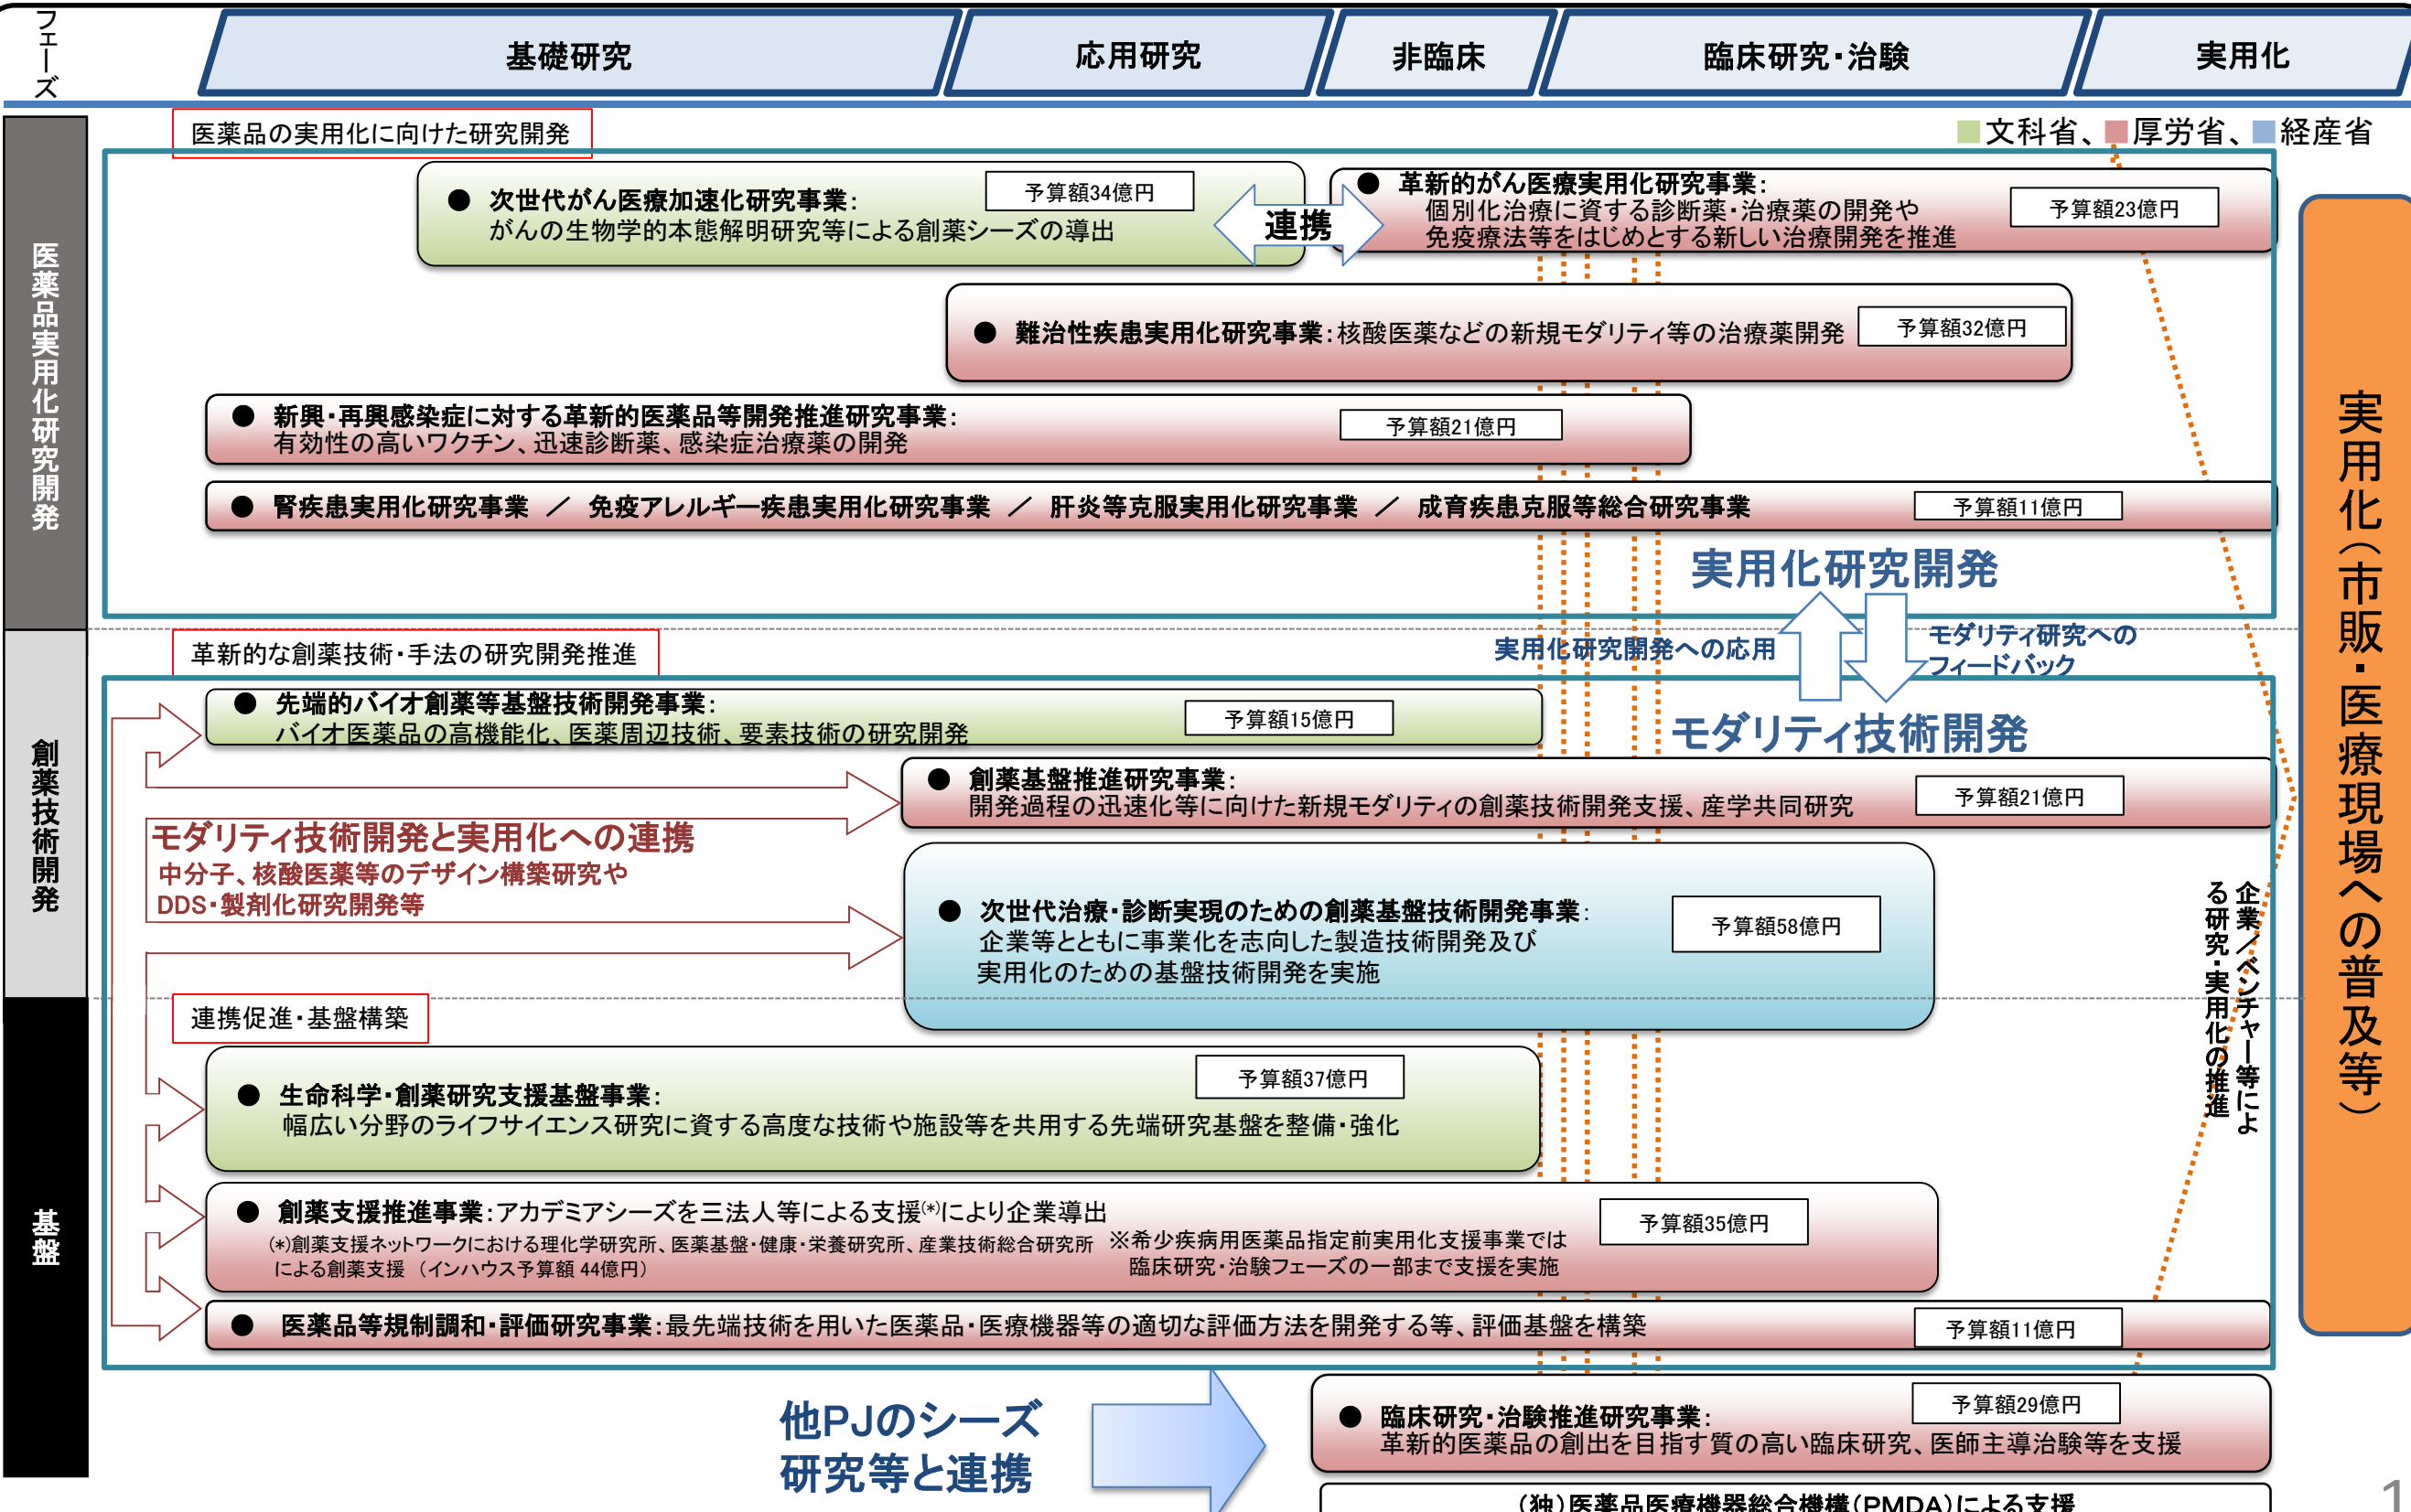 フェーズ
基礎研究
応用研究
非臨床
臨床研究・治験
実用化
医薬品の実用化に向けた研究開発
■文科省、■厚労省、■経産省
医薬品実用化研究開発
● 次世代がん医療加速化研究事業：
がんの生物学的本態解明研究等による創薬シーズの導出
予算額34億円
連携
● 革新的がん医療実用化研究事業：
個別化治療に資する診断薬・治療薬の開発や
免疫療法等をはじめとする新しい治療開発を推進
予算額23億円
● 難治性疾患実用化研究事業：核酸医薬などの新規モダリティ等の治療薬開発
予算額32億円
● 新興・再興感染症に対する革新的医薬品等開発推進研究事業：
有効性の高いワクチン、迅速診断薬、感染症治療薬の開発
予算額21億円
● 腎疾患実用化研究事業 ／ 免疫アレルギー疾患実用化研究事業 ／ 肝炎等克服実用化研究事業 ／ 成育疾患克服等総合研究事業
予算額11億円
実用化研究開発
実用化研究開発への応用
モダリティ研究への
フィードバック
モダリティ技術開発
革新的な創薬技術・手法の研究開発推進
創薬技術開発
● 先端的バイオ創薬等基盤技術開発事業：
バイオ医薬品の高機能化、医薬周辺技術、要素技術の研究開発
予算額15億円
● 創薬基盤推進研究事業：
開発過程の迅速化等に向けた新規モダリティの創薬技術開発支援、産学共同研究
予算額21億円
モダリティ技術開発と実用化への連携
中分子、核酸医薬等のデザイン構築研究や
DDS・製剤化研究開発等
● 次世代治療・診断実現のための創薬基盤技術開発事業：
企業等とともに事業化を志向した製造技術開発及び
実用化のための基盤技術開発を実施
予算額58億円
企業／ベンチャー等によ
る研究・実用化の推進
実用化（市販・医療現場への普及等）
連携促進・基盤構築
基盤
● 生命科学・創薬研究支援基盤事業：
幅広い分野のライフサイエンス研究に資する高度な技術や施設等を共用する先端研究基盤を整備・強化
予算額37億円
● 創薬支援推進事業：アカデミアシーズを三法人等による支援(*)により企業導出
(*)創薬支援ネットワークにおける理化学研究所、医薬基盤・健康・栄養研究所、産業技術総合研究所
による創薬支援 （インハウス予算額 44億円）
※希少疾病用医薬品指定前実用化支援事業では
臨床研究・治験フェーズの一部まで支援を実施
予算額35億円
● 医薬品等規制調和・評価研究事業：最先端技術を用いた医薬品・医療機器等の適切な評価方法を開発する等、評価基盤を構築
予算額11億円
他PJのシーズ
研究等と連携
● 臨床研究・治験推進研究事業：
革新的医薬品の創出を目指す質の高い臨床研究、医師主導治験等を支援
予算額29億円
（独）医薬品医療機器総合機構（PMDA）による支援
1